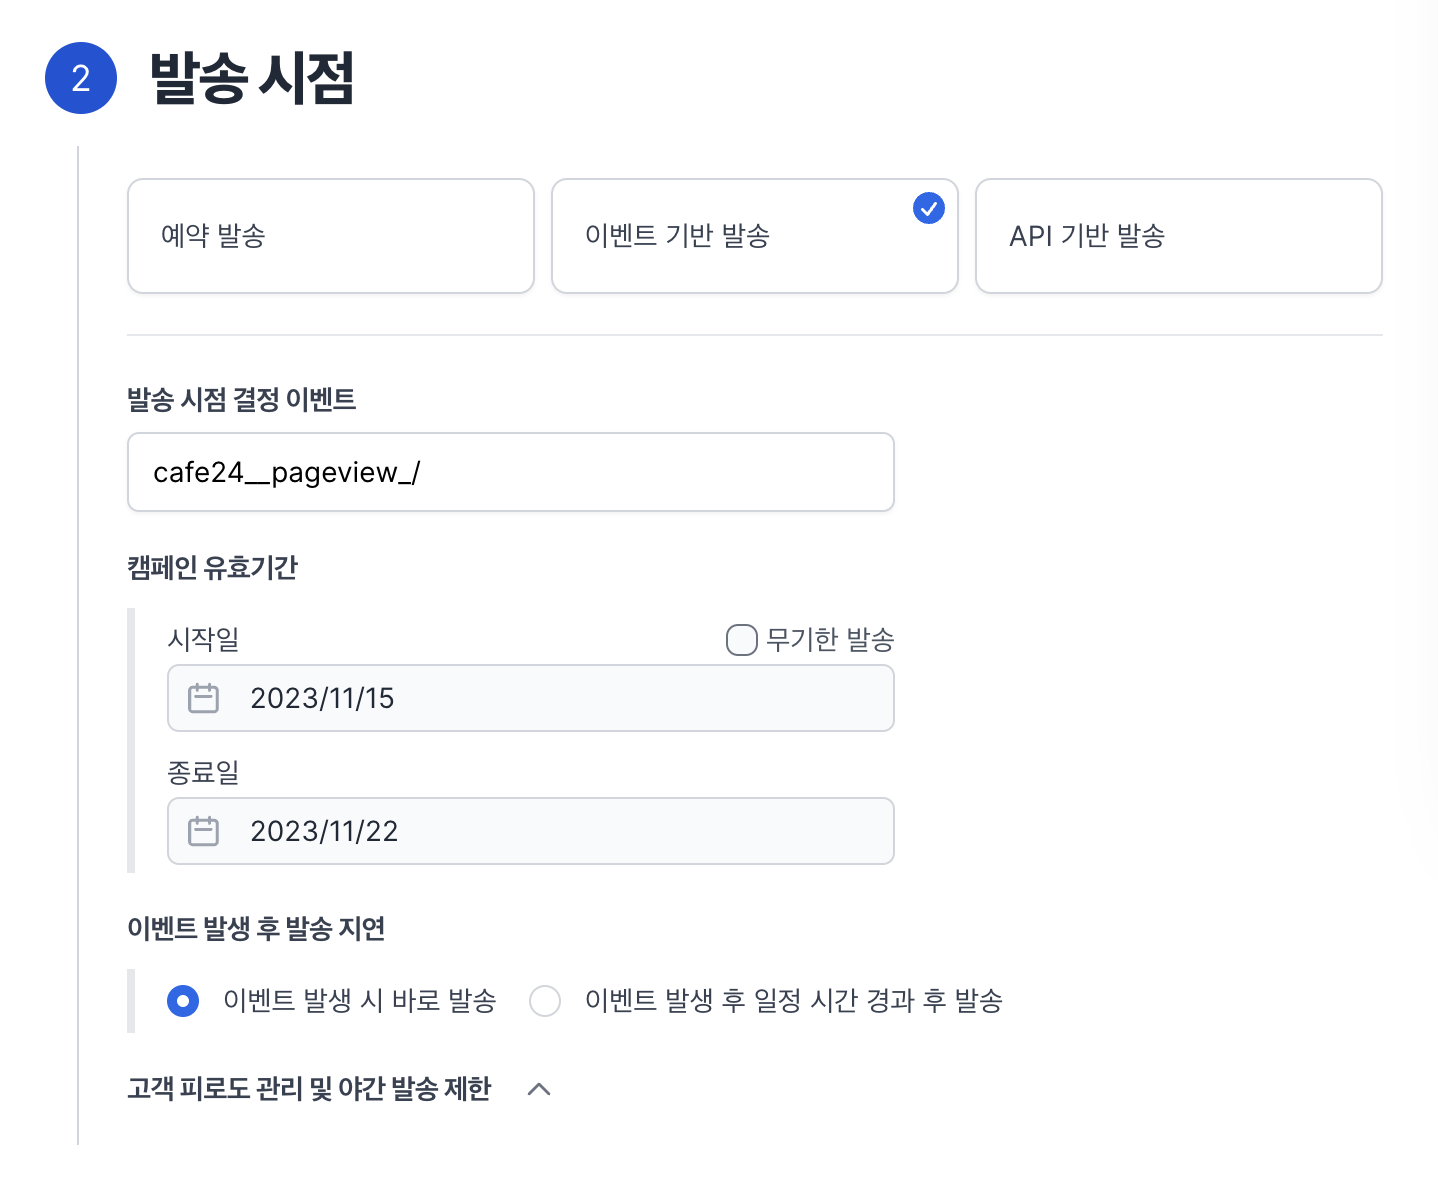 2
발송 시점
예약 발송
이벤트 기반 발송
API 기반 발송
발송 시점 결정 이벤트
cafe24__pageview_/
캠페인 유효기간
시작일
무기한 발송
2023/11/15
종료일
2023/11/22
이벤트 발생 후 발송 지연
이벤트 발생 시 바로 발송
이벤트 발생 후 일정 시간 경과 후 발송
고객 피로도 관리 및 야간 발송 제한